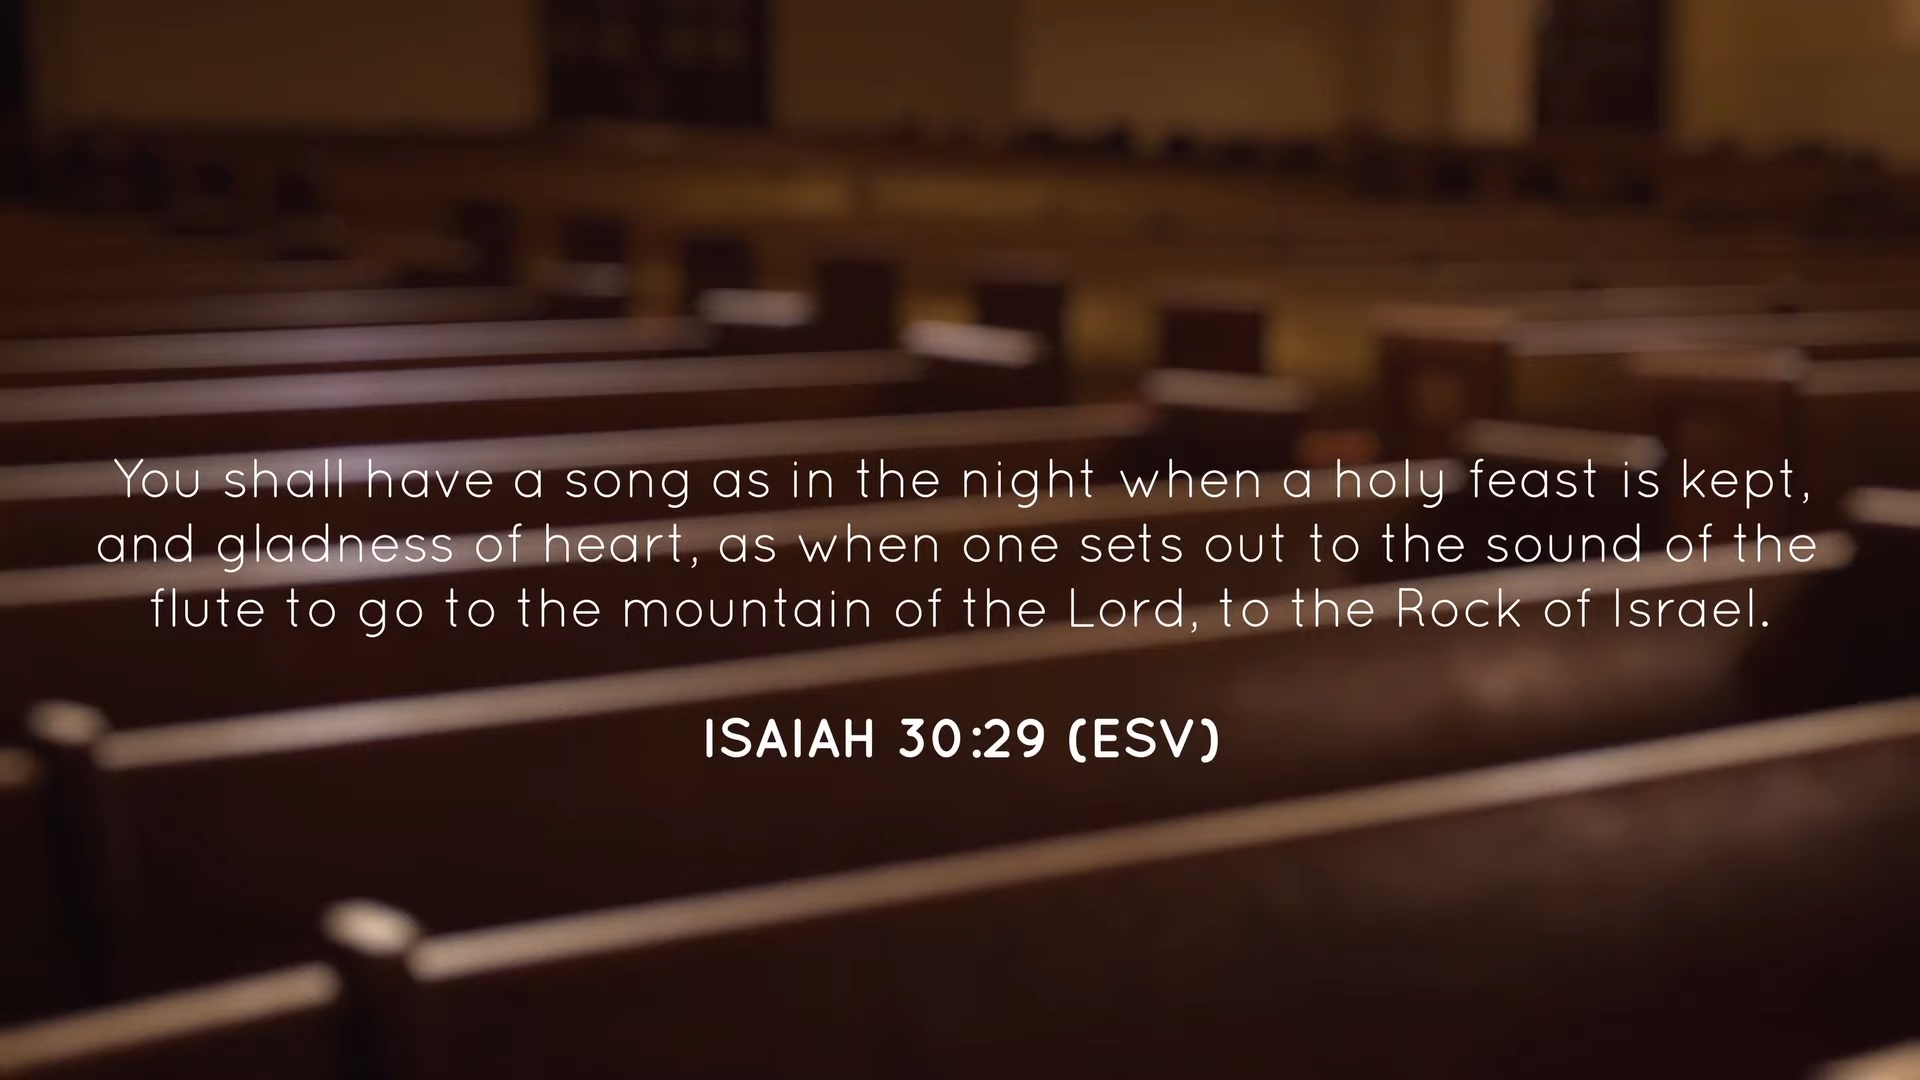 You shall have a song as in the night when a holy feast is kept,
and gladness of heart, as when one sets out to the sound of the
flute to go to the mountain of the Lord, to the Rock of Israel.
ISAIAH 30:29 (ESV)